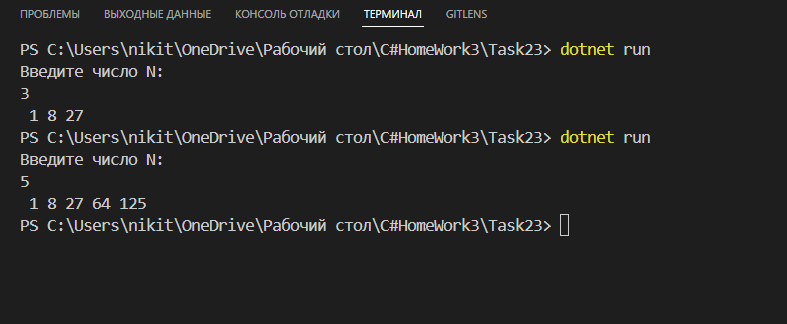 ПРОБЛЕМЫ ВЫХОДНЫЕ ДАННЫЕ КОНСОЛЬ ОТЛАДКИ ТЕРМИНАЛ GITLENS
PS C:\Users\nikit\OneDrive\Рабочий стол\C#HomeWork3\Task23> dotnet run
Введите число N:
3
1 8 27
PS C:\Users\nikit\OneDrive\Рабочий стол\C#HomeWork3\Task23> dotnet run
Введите число N:
5
1 8 27 64 125
PS C:\Users\nikit\OneDrive\Рабочий стол\C#HomeWork3\Task23>